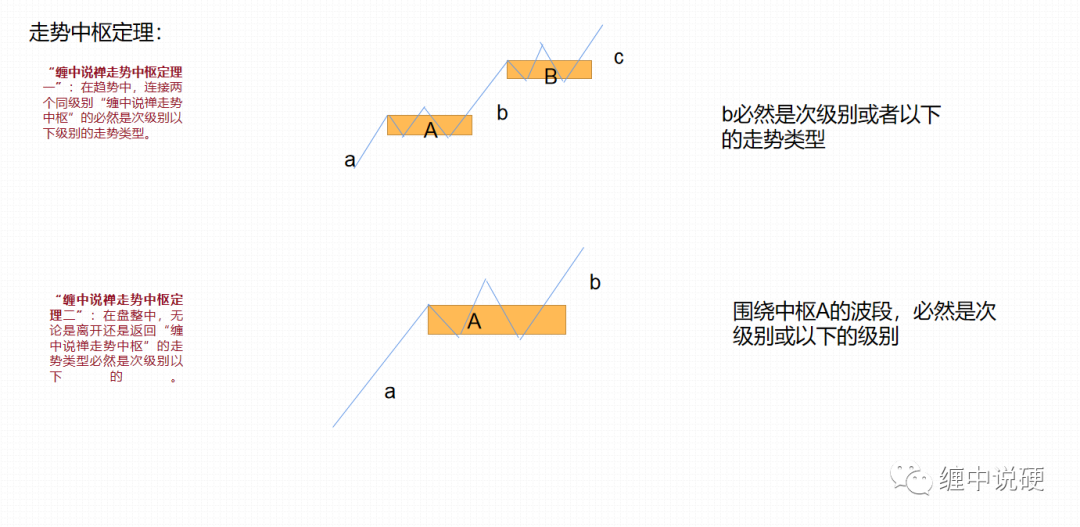 走势中枢定理：
“缠中说禅走势中枢定理
一”：在趋势中，连接两
个同级别“缠中说禅走势
中枢”的必然是次级别以
下级别的走势类型。
a
A
b
B
c
b必然是次级别或者以下
的走势类型
“缠中说禅走势中枢定
理二”：在盘整中，无
论是离开还是返回“缠
中说禅走势中枢”的走
势类型必然是次级别以
下的。
a
A
b
围绕中枢A的波段，必然是次
级别或以下的级别
缠中说硬